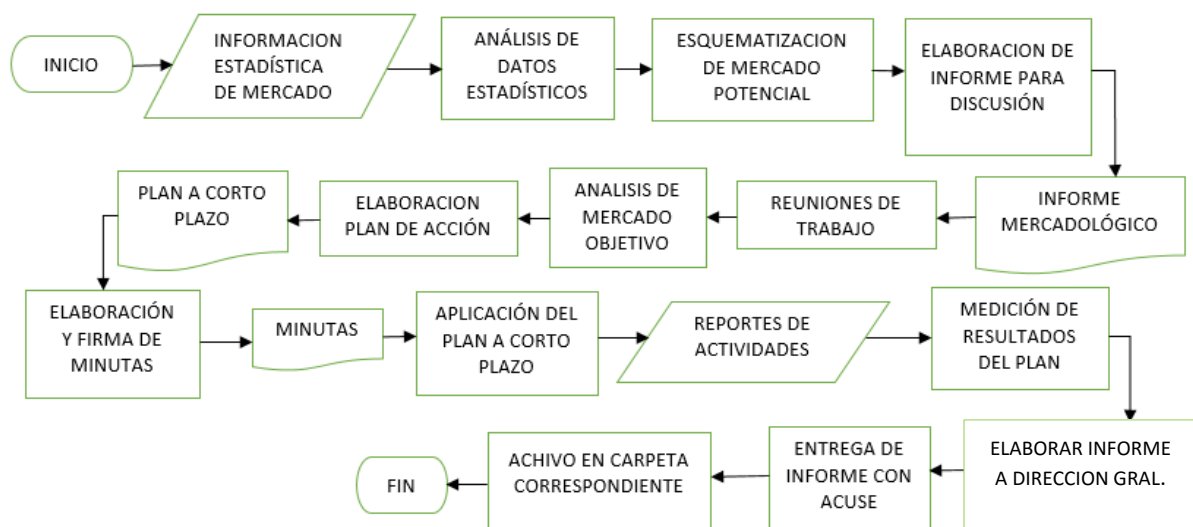 INICIO
INFORMACION
ESTADÍSTICA
DE MERCADO
ANÁLISIS DE
DATOS
ESTADÍSTICOS
ESQUEMATIZACION
DE MERCADO
POTENCIAL
ELABORACION DE
INFORME PARA
DISCUSIÓN
INFORME
MERCADOLÓGICO
REUNIONES DE
TRABAJO
ANALISIS DE
MERCADO
OBJETIVO
ELABORACION
PLAN DE ACCIÓN
PLAN A CORTO
PLAZO
ELABORACIÓN
Y FIRMA DE
MINUTAS
MINUTAS
APLICACIÓN DEL
PLAN A CORTO
PLAZO
REPORTES DE
ACTIVIDADES
MEDICIÓN DE
RESULTADOS
DEL PLAN
ELABORAR INFORME
A DIRECCION GRAL.
ENTREGA DE
INFORME CON
ACUSE
ACHIVO EN CARPETA
CORRESPONDIENTE
FIN